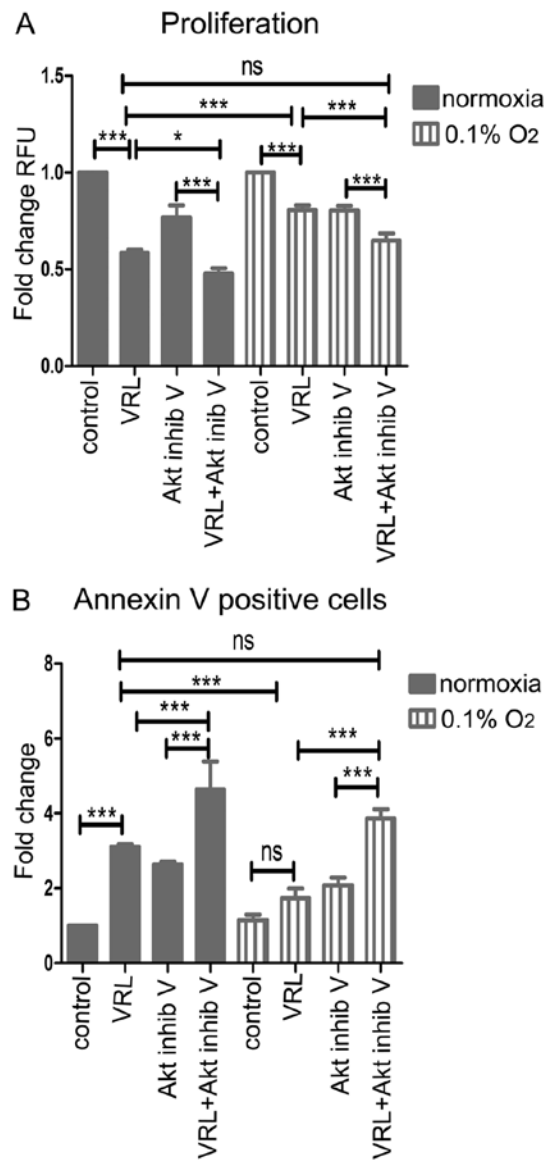 A Proliferation
ns
*** ***
*** * ***
*** ***
normoxia
0.1% O2
Fold change RFU
1.5
1.0
0.5
0.0
control
VRL
Akt inhib V
VRL+Akt inib V
control
VRL
Akt inhib V
VRL+Akt inhib V
B Annexin V positive cells
ns
***
***
***
***
***
***
ns
normoxia
0.1% O2
Fold change
8
6
4
2
0
control
VRL
Akt inhib V
VRL+Akt inhib V
control
VRL
Akt inhib V
VRL+Akt inhib V